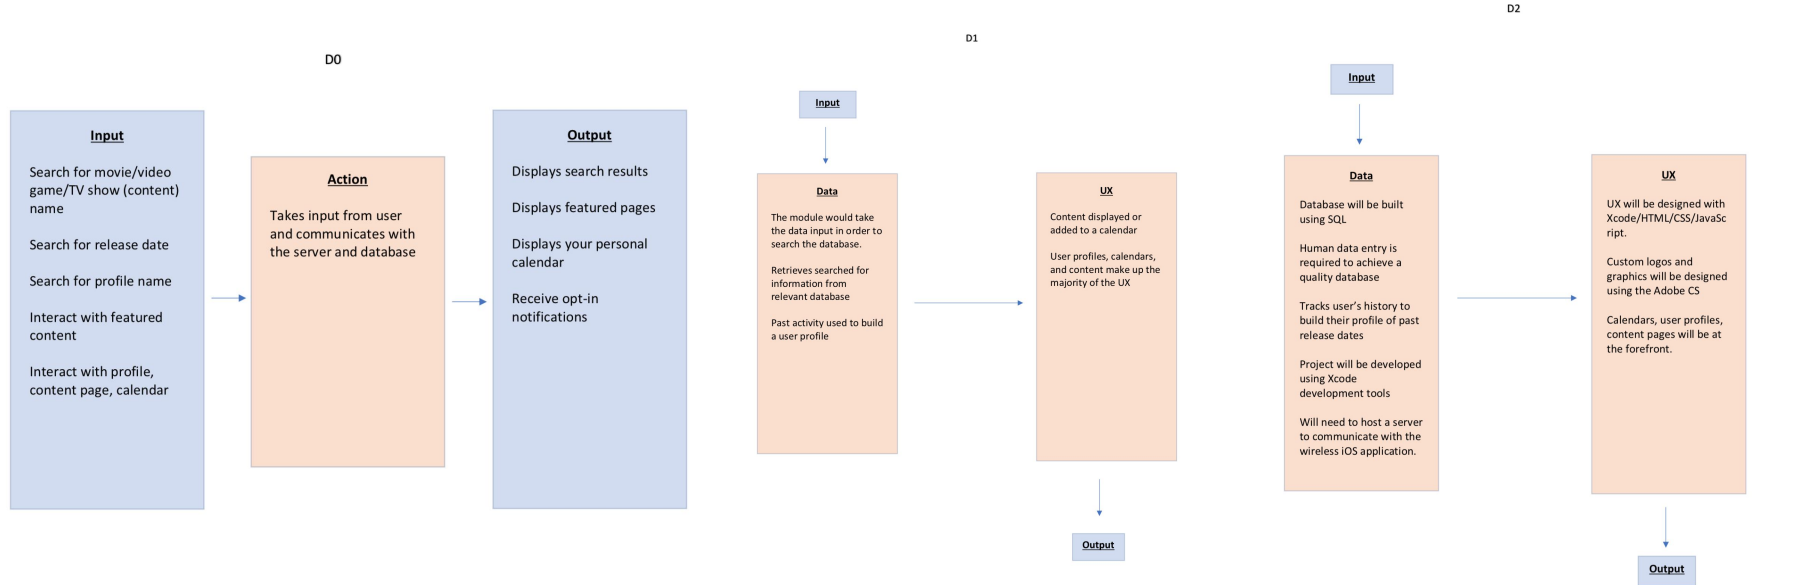 D0
Input
Search for movie/video
game/TV show (content)
name
Search for release date
Search for profile name
Interact with featured
content
Interact with profile,
content page, calendar
Action
Takes input from user
and communicates with
the server and database
Output
Displays search results
Displays featured pages
Displays your personal
calendar
Receive opt-in
notifications
D1
Input
Data
The module would take
the data input in order to
search the database.
Retrieves searched for
information from
relevant database
Past activity used to build
a user profile
UX
Content displayed or
added to a calendar
User profiles, calendars,
and content make up the
majority of the UX
Output
D2
Input
Data
Database will be built
using SQL
Human data entry is
required to achieve a
quality database
Tracks user’s history to
build their profile of past
release dates
Project will be developed
using Xcode
development tools
Will need to host a server
to communicate with the
wireless iOS application.
UX
UX will be designed with
Xcode/HTML/CSS/JavaSc
ript.
Custom logos and
graphics will be designed
using the Adobe CS
Calendars, user profiles,
content pages will be at
the forefront.
Output